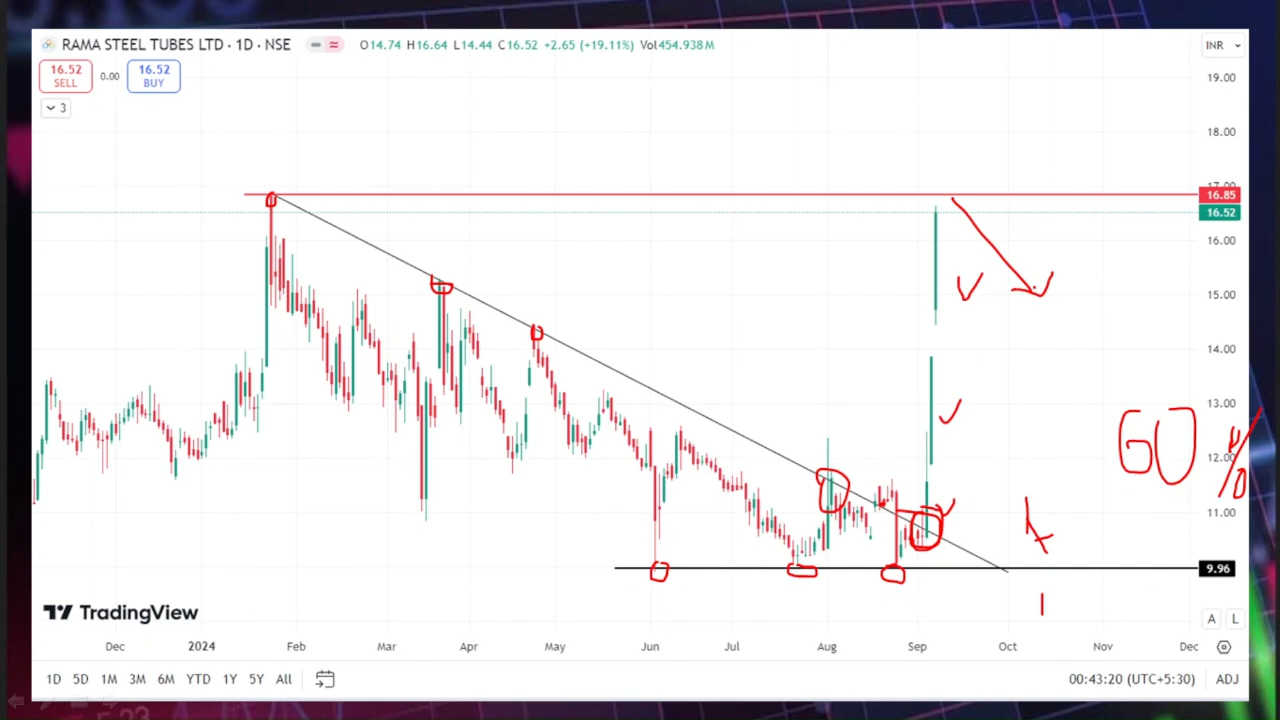 RAMA STEEL TUBES LTD · 1D · NSE
O14.74 H16.64 L14.44 C16.52 +2.65 (+19.11%) Vol454.938M
INR
16.52 SELL
0.00
16.52 BUY
3
19.00
18.00
17.00
16.85
16.52
16.00
15.00
14.00
13.00
60%
12.00
11.00
9.96
TradingView
A L
Dec 2024 Feb Mar Apr May Jun Jul Aug Sep Oct Nov Dec
1D 5D 1M 3M 6M YTD 1Y 5Y All
00:43:20 (UTC+5:30) ADJ